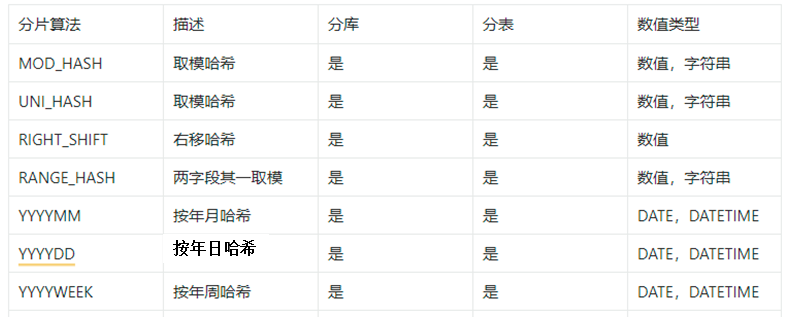 分片算法 描述 分库 分表 数值类型
MOD_HASH 取模哈希 是 是 数值，字符串
UNI_HASH 取模哈希 是 是 数值，字符串
RIGHT_SHIFT 右移哈希 是 是 数值
RANGE_HASH 两字段其一取模 是 是 数值，字符串
YYYYMM 按年月哈希 是 是 DATE，DATETIME
YYYYDD 按年日哈希 是 是 DATE，DATETIME
YYYYWEEK 按年周哈希 是 是 DATE，DATETIME